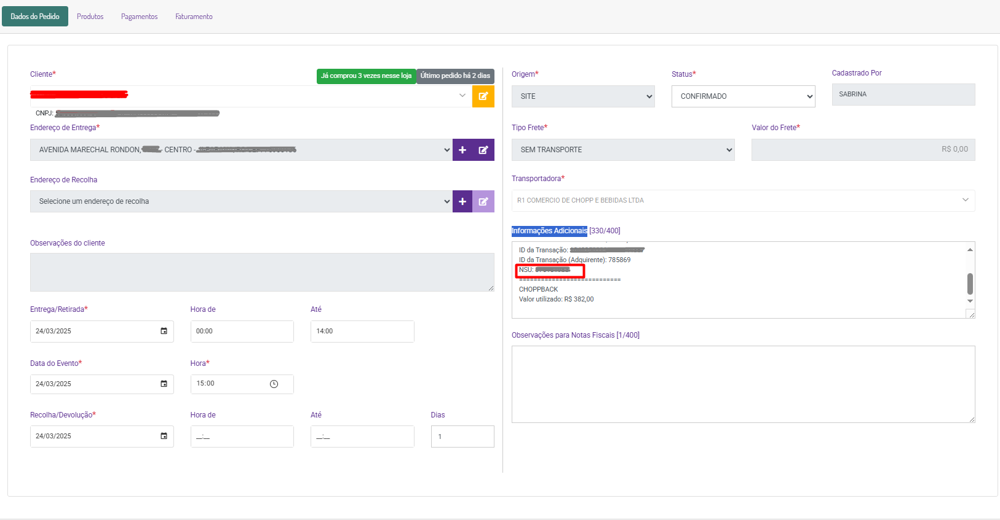 Dados do Pedido
Produtos
Pagamentos
Faturamento
Cliente*
Já comprou 3 vezes nesse loja
Último pedido há 2 dias
CNPJ:
Endereço de Entrega*
AVENIDA MARECHAL RONDON, - CENTRO -
Endereço de Recolha
Selecione um endereço de recolha
Observações do cliente
Entrega/Retirada*
Hora de
Até
24/03/2025
00:00
14:00
Data do Evento*
Hora*
24/03/2025
15:00
Recolha/Devolução*
Hora de
Até
Dias
24/03/2025
__:__
__:__
1
Origem*
Status*
Cadastrado Por
SITE
CONFIRMADO
SABRINA
Tipo Frete*
Valor do Frete*
SEM TRANSPORTE
R$ 0,00
Transportadora*
R1 COMERCIO DE CHOPP E BEBIDAS LTDA
Informações Adicionais [330/400]
ID da Transação:
ID da Transação (Adquirente): 785869
NSU:
============================
CHOPPBACK
Valor utilizado: R$ 382,00
Observações para Notas Fiscais [1/400]